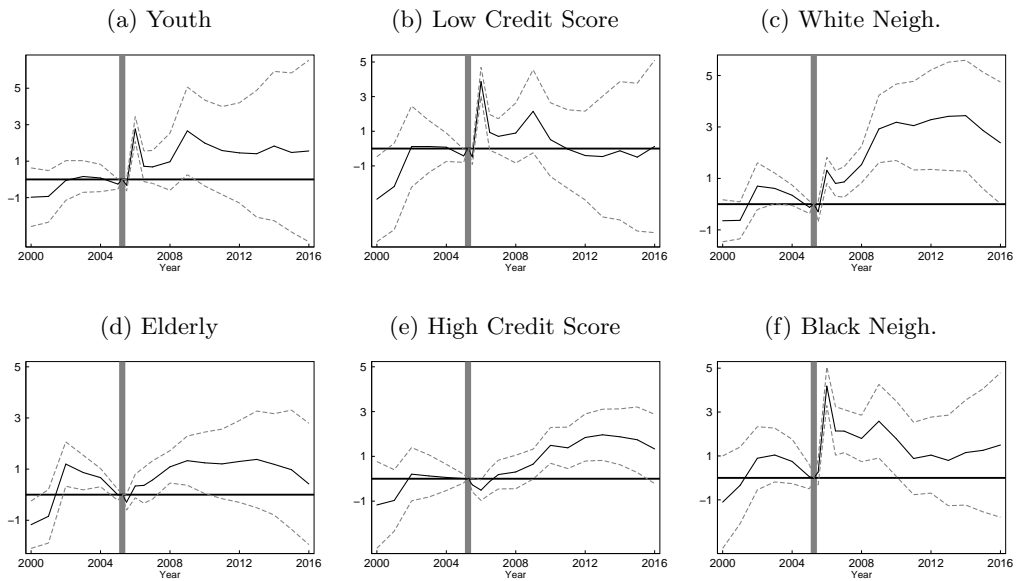 (a) Youth
(b) Low Credit Score
(c) White Neigh.
5
3
1
−1
2000 2004 2008 2012 2016
Year
5
3
1
−1
2000 2004 2008 2012 2016
Year
5
3
1
−1
2000 2004 2008 2012 2016
Year
(d) Elderly
(e) High Credit Score
(f) Black Neigh.
5
3
1
−1
2000 2004 2008 2012 2016
Year
5
3
1
−1
2000 2004 2008 2012 2016
Year
5
3
1
−1
2000 2004 2008 2012 2016
Year